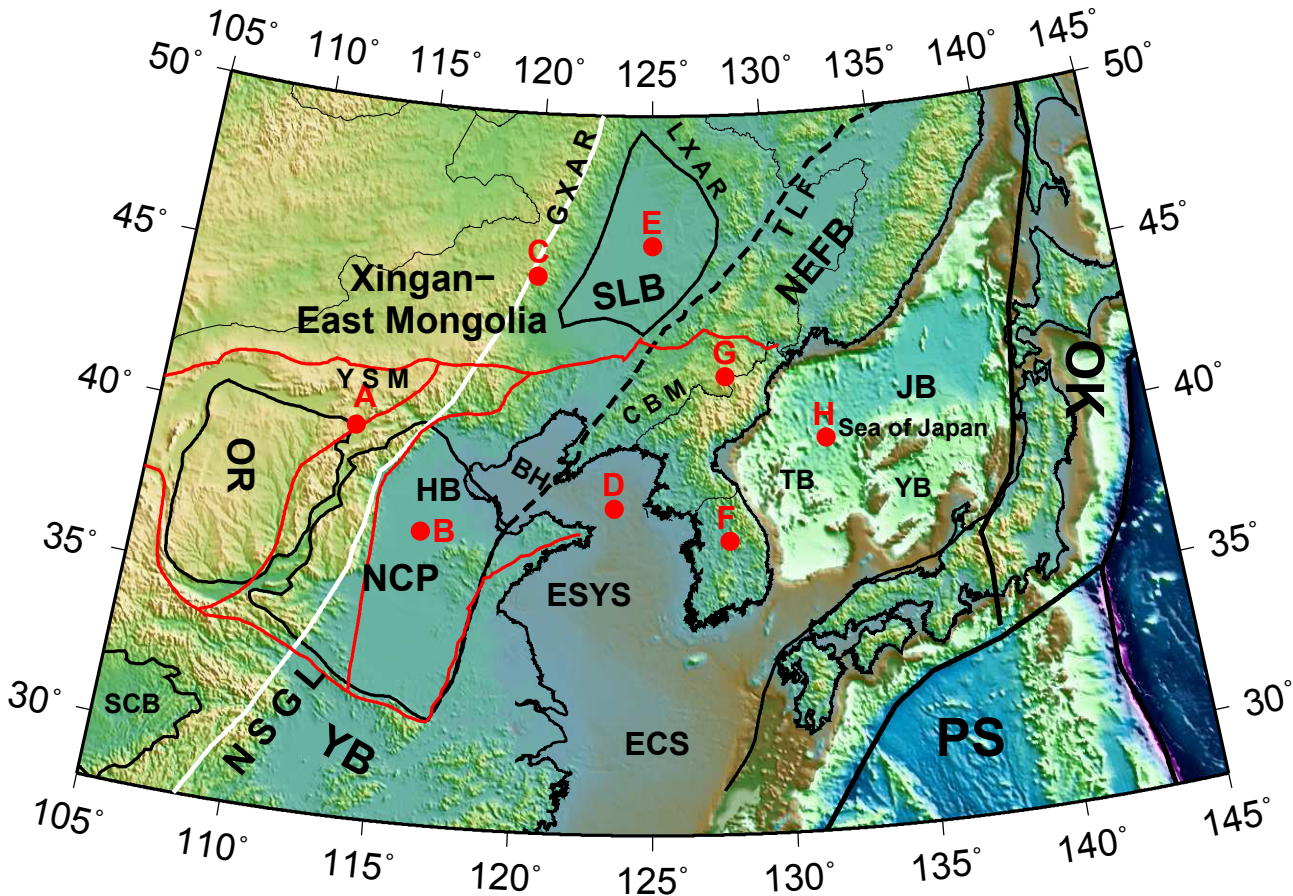 105° 110° 115° 120° 125° 130° 135° 140° 145°
50° 50°
GXAR
LXAR
TLF
45° 45°
C
E
NEFB
Xingan–
East Mongolia
SLB
40° 40°
YSM
A
G
OK
CBM
JB
H
Sea of Japan
OR
BH
HB
D
TB
YB
B
F
35° 35°
NCP
ESYS
30° 30°
SCB
NSGL
YB
ECS
PS
105° 110° 115° 120° 125° 130° 135° 140° 145°